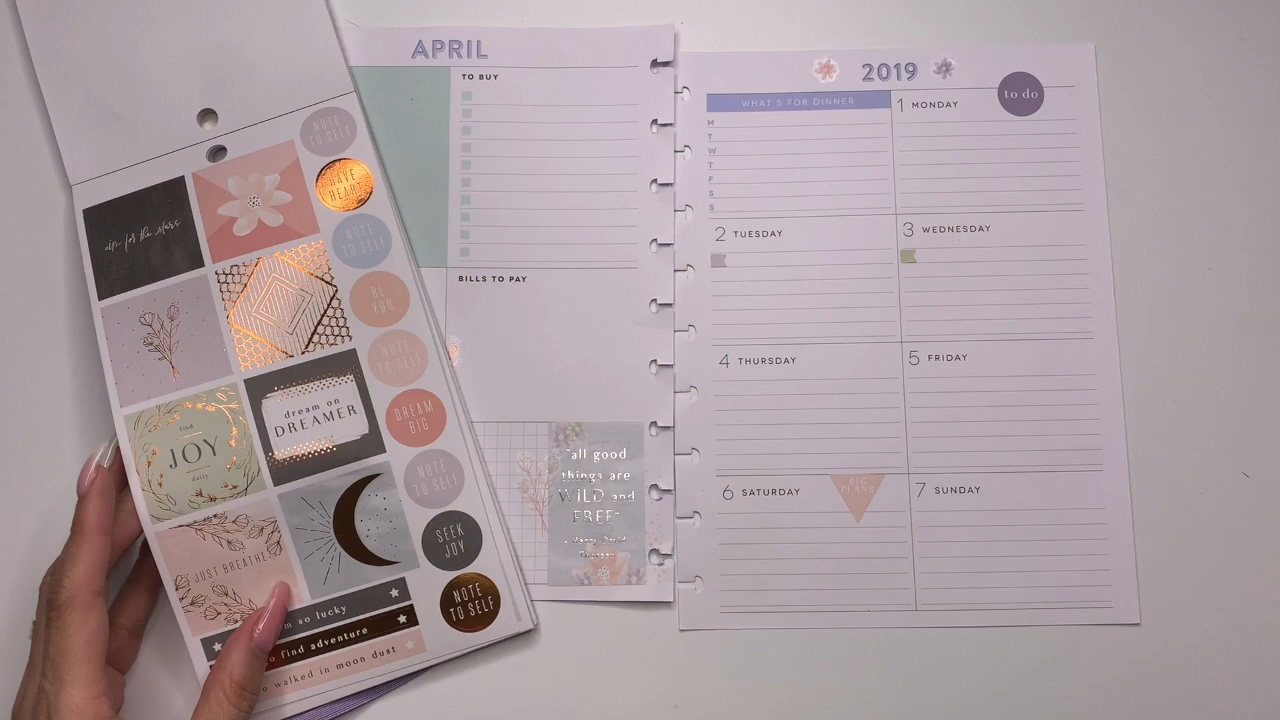 NOTE
TO SELF
HAVE
HEART
NOTE
TO SELF
BE
YOU
NOTE
TO SELF
DREAM
BIG
NOTE
TO SELF
SEEK
JOY
NOTE
TO SELF
aim for the stars
find
JOY
daily
dream on
DREAMER
JUST BREATHE
so lucky
find adventure
walked in moon dust
APRIL
TO BUY
BILLS TO PAY
"all good
things are
WILD and
FREE"
2019
to do
WHAT'S FOR DINNER
M
T
W
T
F
S
S
1 MONDAY
2 TUESDAY
3 WEDNESDAY
4 THURSDAY
5 FRIDAY
6 SATURDAY
BIG
PLANS
7 SUNDAY